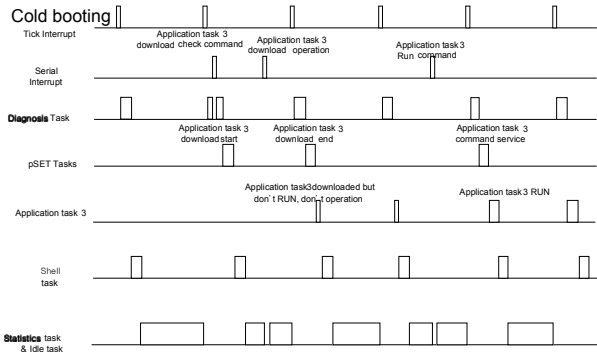 Cold booting
Tick Interrupt
Application task 3
download check command
Application task 3
download operation
Application task 3
Run command
Serial
Interrupt
Diagnosis Task
Application task 3
download start
Application task 3
download end
Application task 3
command service
pSET Tasks
Application task3downloaded but
don't RUN, don't operation
Application task 3 RUN
Application task 3
Shell
task
Statistics task
& Idle task